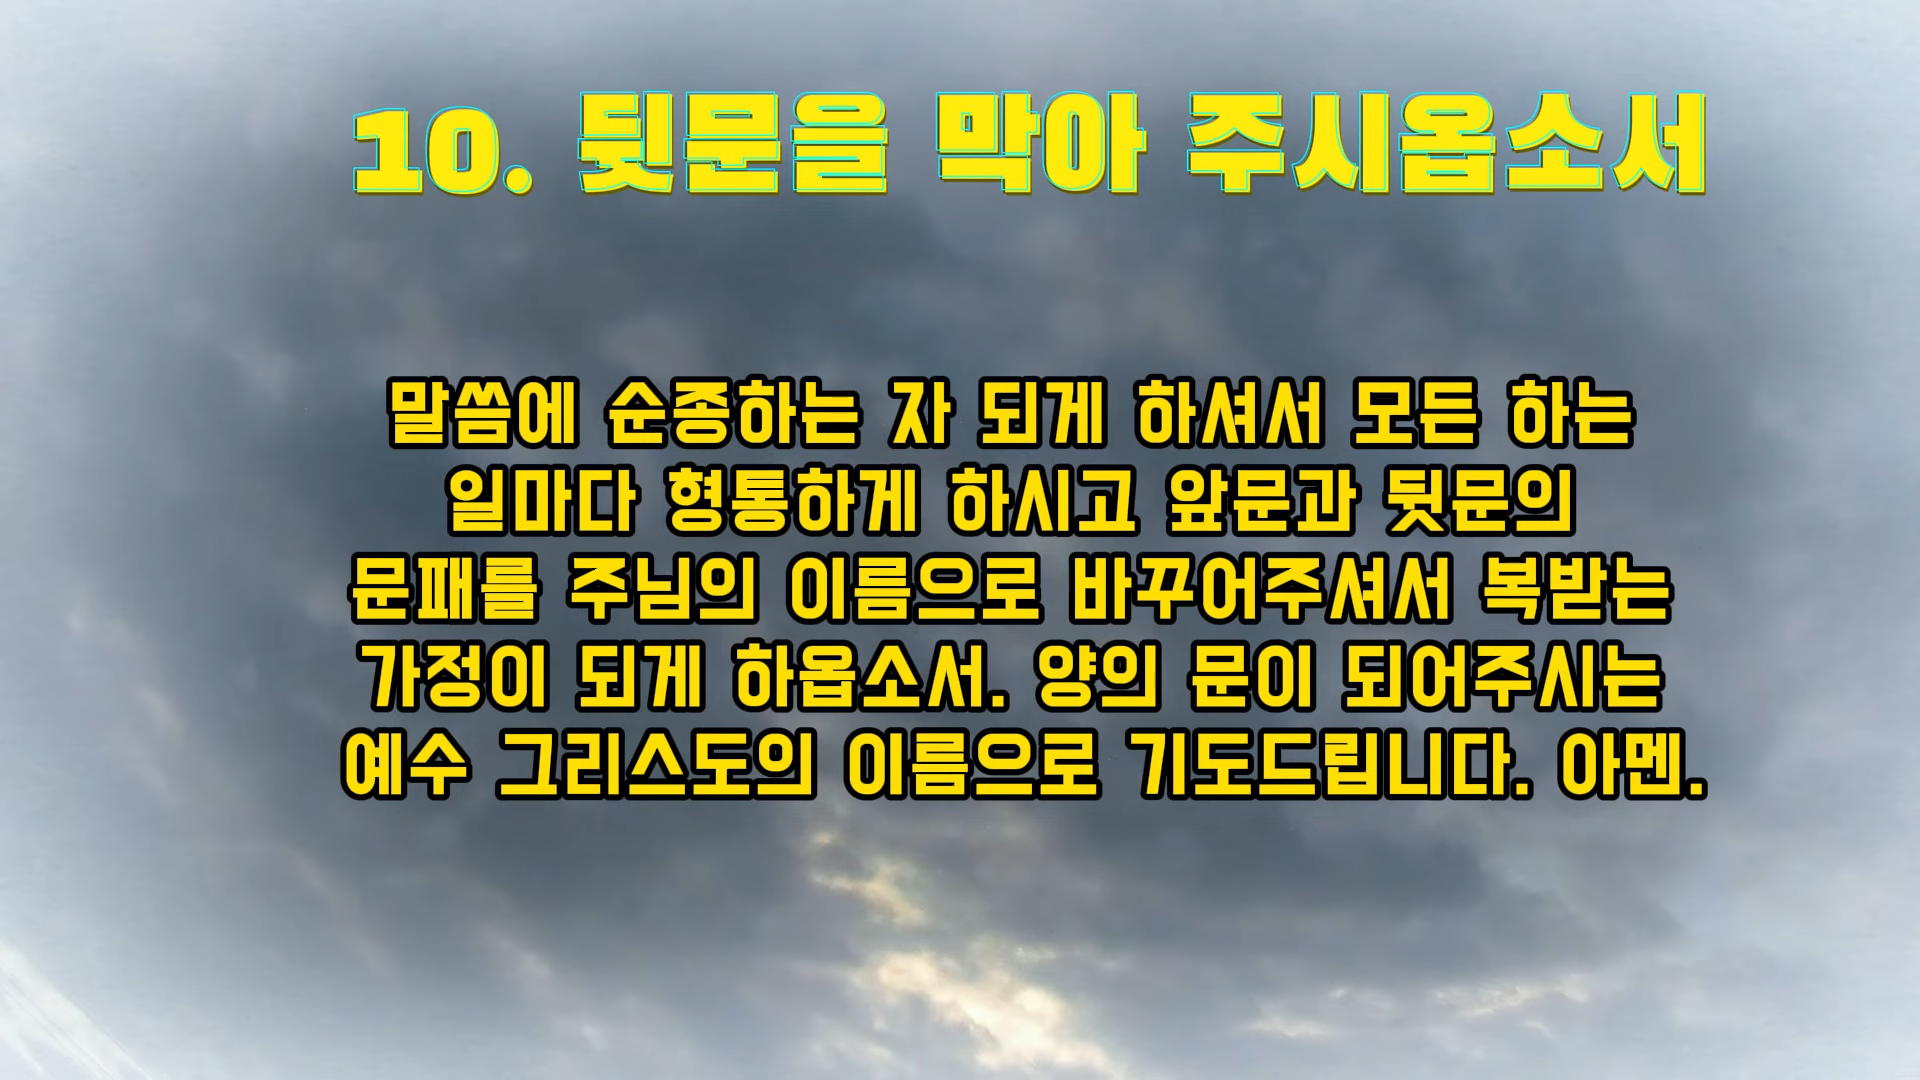 10. 뒷문을 막아 주시옵소서
말씀에 순종하는 자 되게 하셔서 모든 하는
일마다 형통하게 하시고 앞문과 뒷문의
문패를 주님의 이름으로 바꾸어주셔서 복받는
가정이 되게 하옵소서. 양의 문이 되어주시는
예수 그리스도의 이름으로 기도드립니다. 아멘.